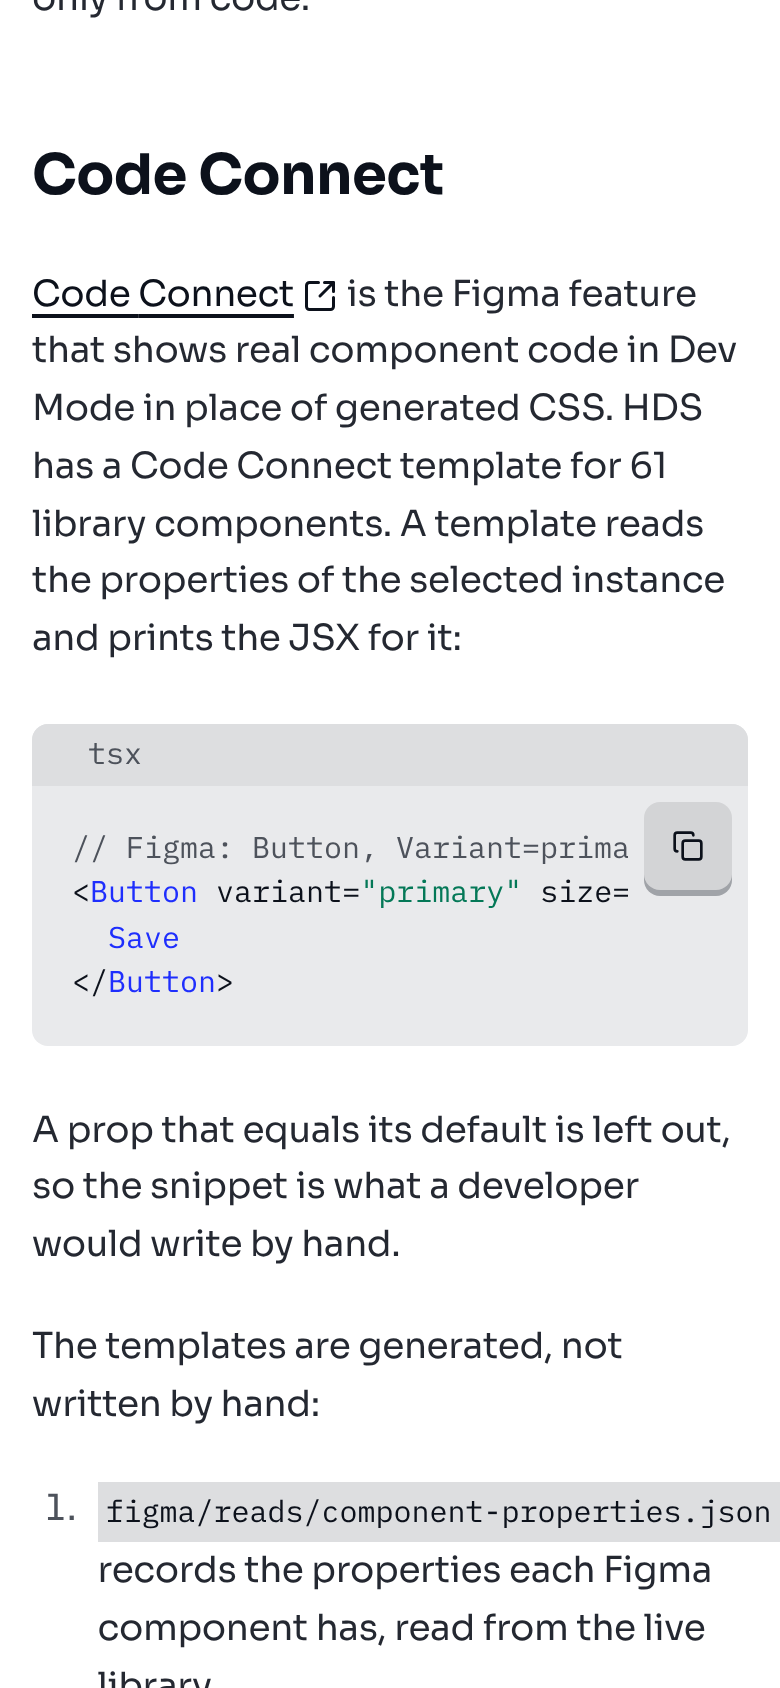 only from code.
Code Connect
Code Connect is the Figma feature
that shows real component code in Dev
Mode in place of generated CSS. HDS
has a Code Connect template for 61
library components. A template reads
the properties of the selected instance
and prints the JSX for it:
tsx
// Figma: Button, Variant=prima
<Button variant="primary" size=
  Save
</Button>
A prop that equals its default is left out,
so the snippet is what a developer
would write by hand.
The templates are generated, not
written by hand:
1. figma/reads/component-properties.json
records the properties each Figma
component has, read from the live
library